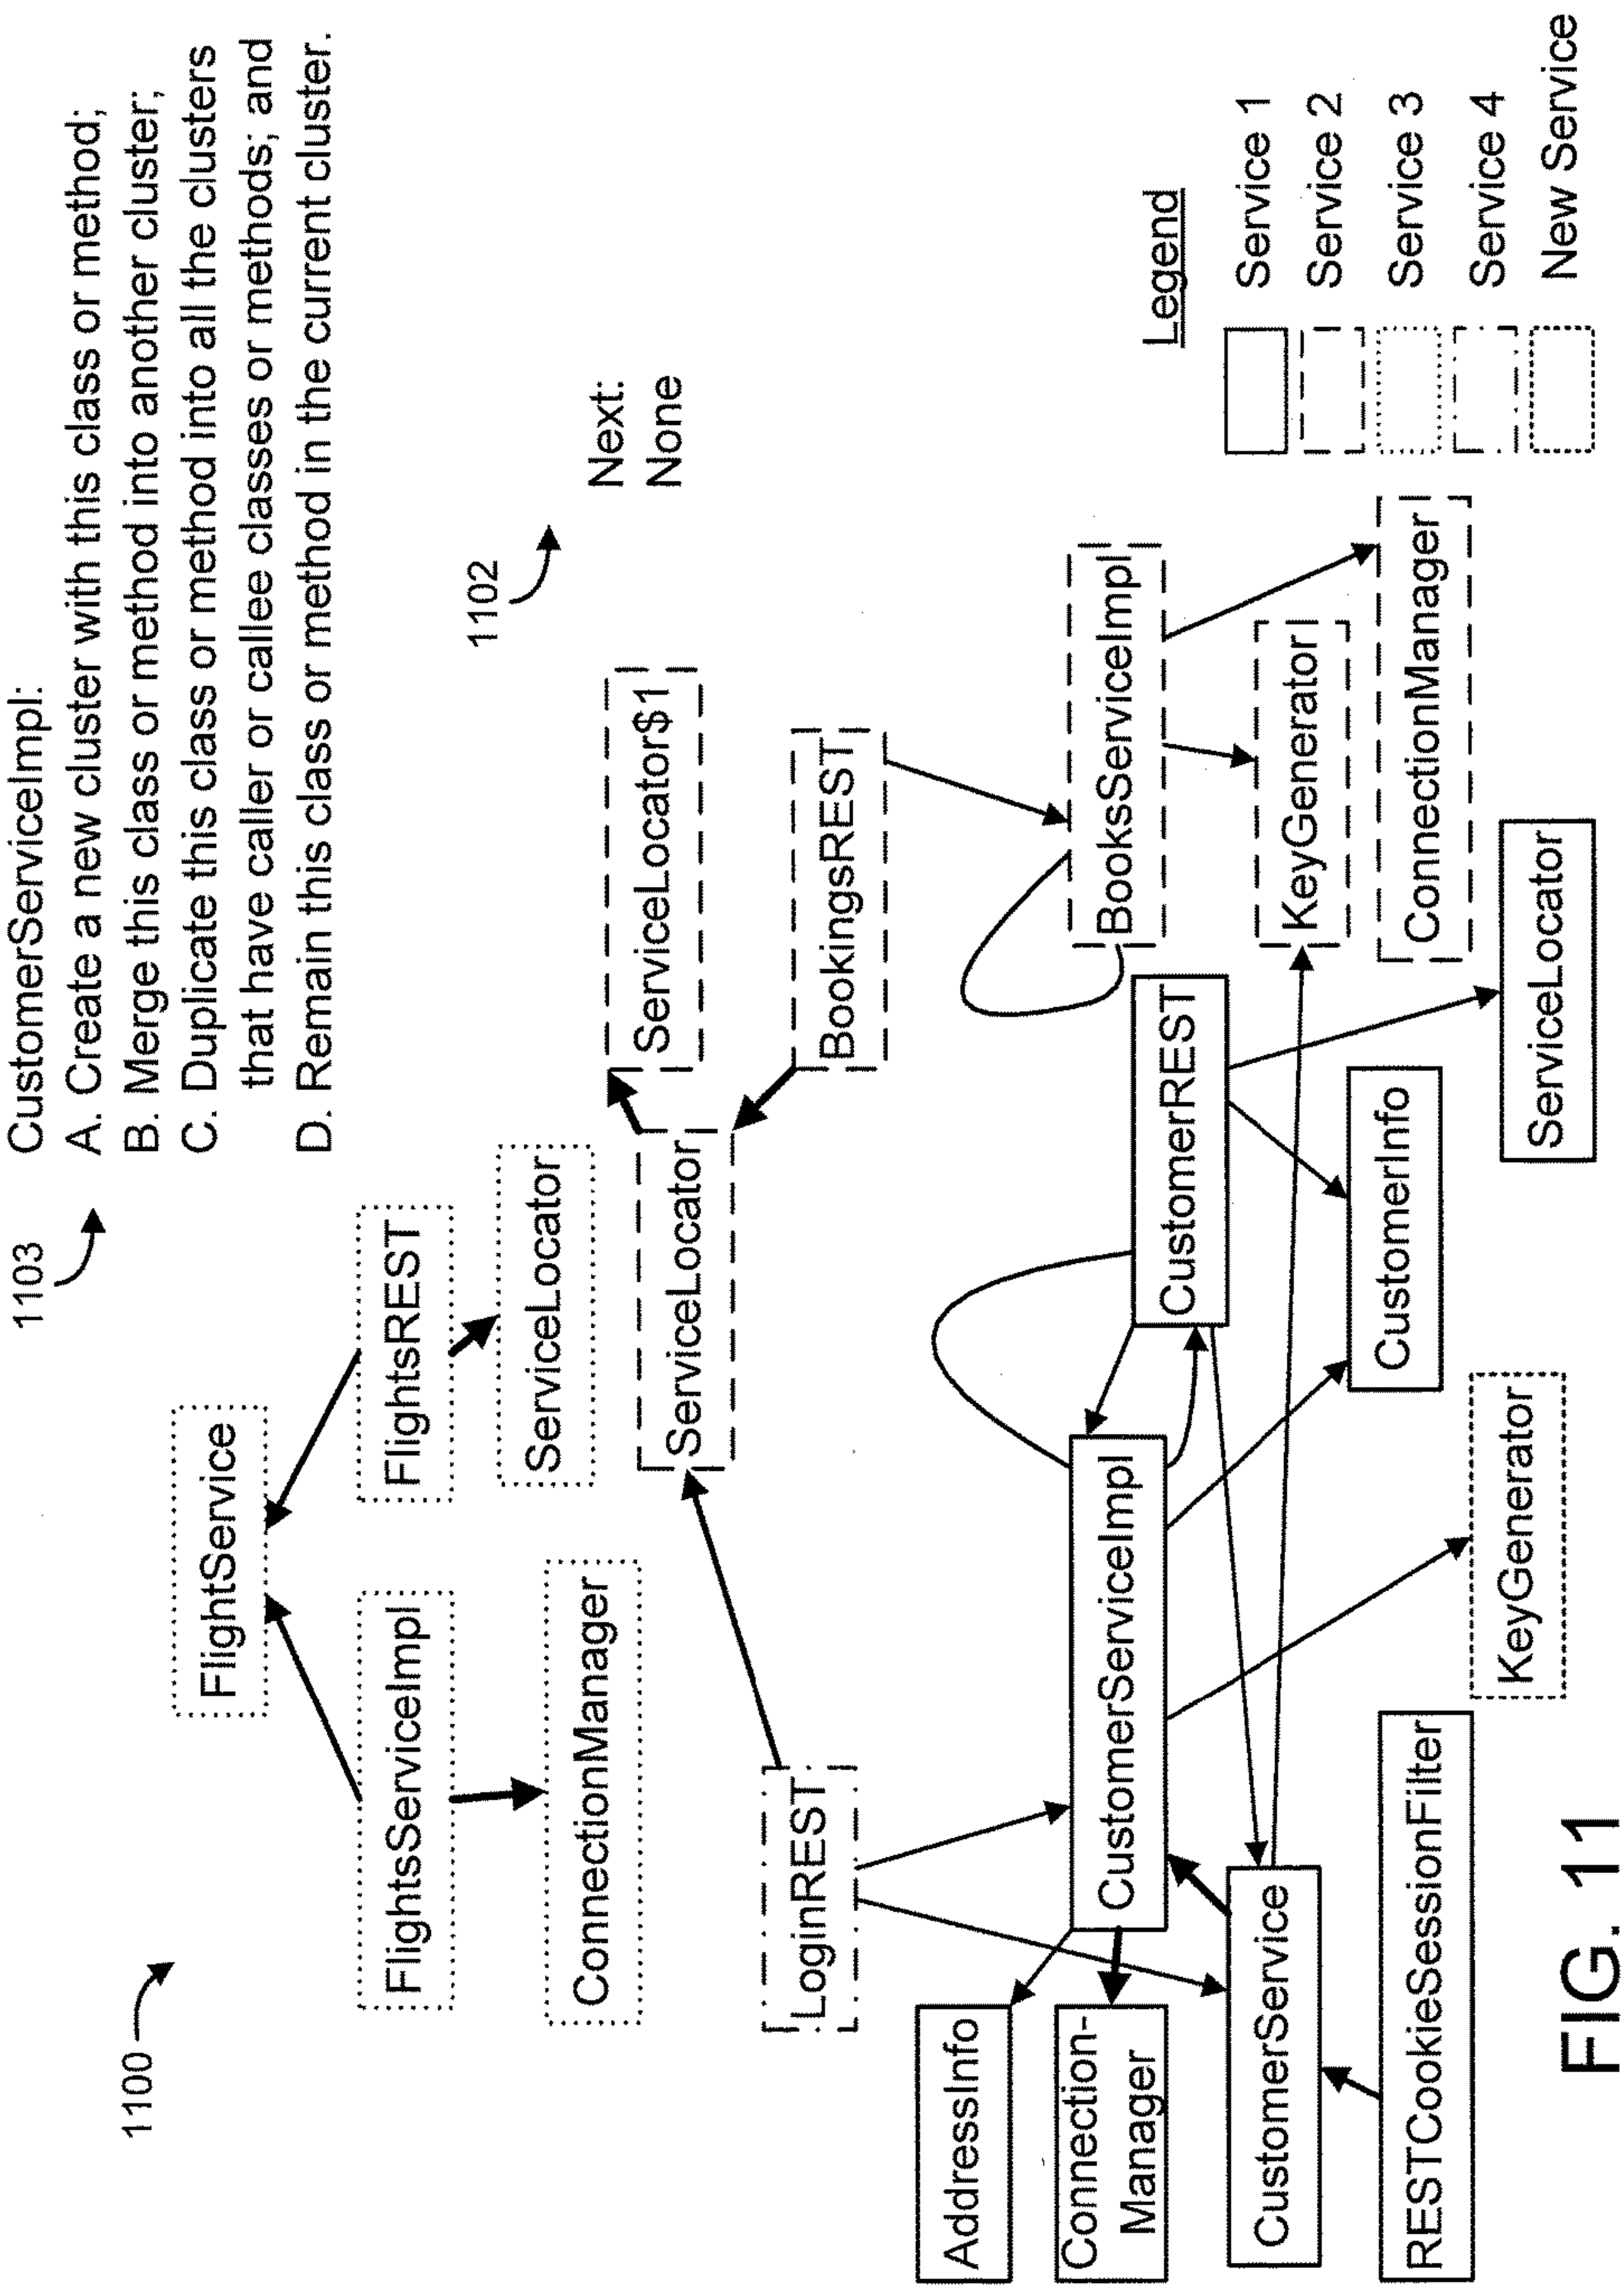 1103
CustomerServiceImpl:
A. Create a new cluster with this class or method;
B. Merge this class or method into another cluster;
C. Duplicate this class or method into all the clusters
that have caller or callee classes or methods; and
D. Remain this class or method in the current cluster.
1100
FlightService
FlightsServiceImpl
FlightsREST
ConnectionManager
ServiceLocator
1102
Next:
None
ServiceLocator
ServiceLocator$1
LoginREST
BookingsREST
AddressInfo
Connection-
Manager
CustomerServiceImpl
CustomerREST
BooksServiceImpl
CustomerService
KeyGenerator
RESTCookieSessionFilter
CustomerInfo
ConnectionManager
KeyGenerator
ServiceLocator
Legend
Service 1
Service 2
Service 3
Service 4
New Service
FIG. 11